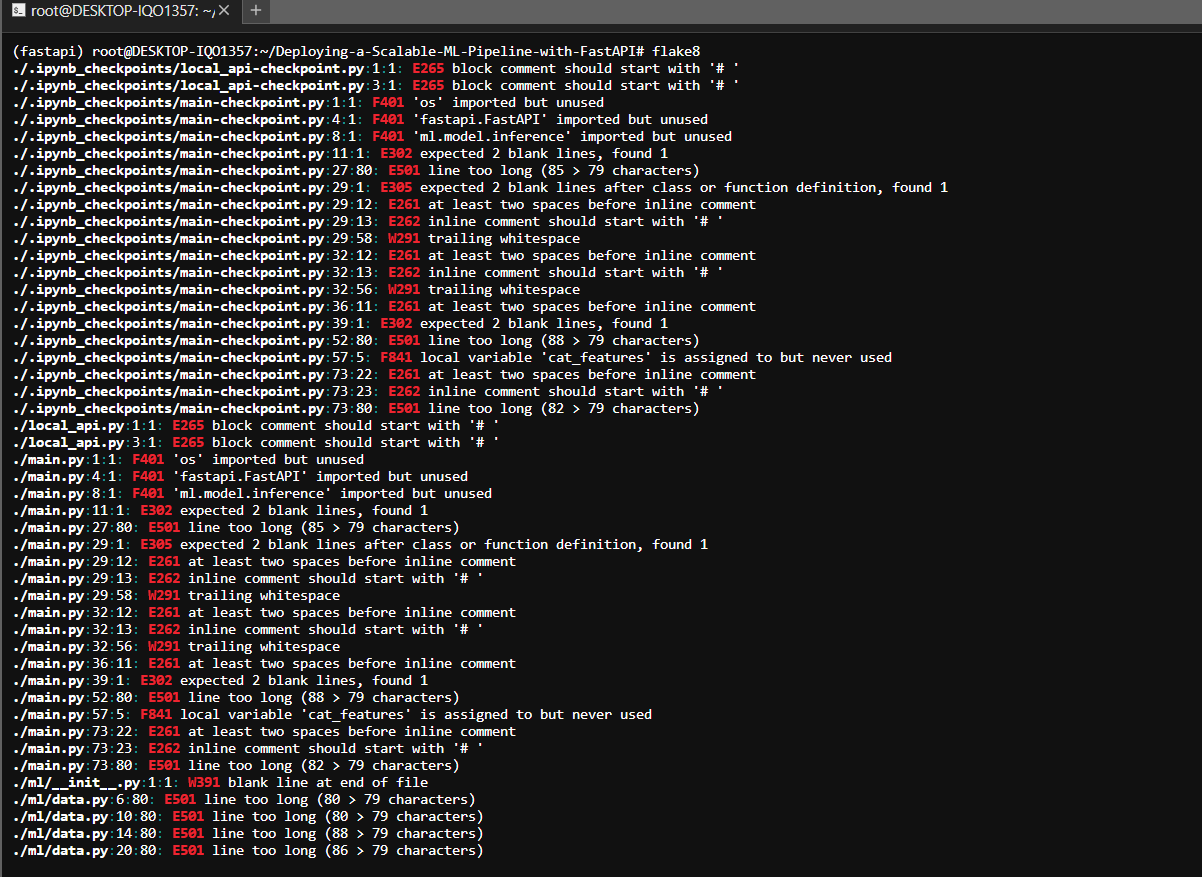 root@DESKTOP-IQO1357: ~/
(fastapi) root@DESKTOP-IQO1357:~/Deploying-a-Scalable-ML-Pipeline-with-FastAPI# flake8
./.ipynb_checkpoints/local_api-checkpoint.py:1:1: E265 block comment should start with '# '
./.ipynb_checkpoints/local_api-checkpoint.py:3:1: E265 block comment should start with '# '
./.ipynb_checkpoints/main-checkpoint.py:1:1: F401 'os' imported but unused
./.ipynb_checkpoints/main-checkpoint.py:4:1: F401 'fastapi.FastAPI' imported but unused
./.ipynb_checkpoints/main-checkpoint.py:8:1: F401 'ml.model.inference' imported but unused
./.ipynb_checkpoints/main-checkpoint.py:11:1: E302 expected 2 blank lines, found 1
./.ipynb_checkpoints/main-checkpoint.py:27:80: E501 line too long (85 > 79 characters)
./.ipynb_checkpoints/main-checkpoint.py:29:1: E305 expected 2 blank lines after class or function definition, found 1
./.ipynb_checkpoints/main-checkpoint.py:29:12: E261 at least two spaces before inline comment
./.ipynb_checkpoints/main-checkpoint.py:29:13: E262 inline comment should start with '# '
./.ipynb_checkpoints/main-checkpoint.py:29:58: W291 trailing whitespace
./.ipynb_checkpoints/main-checkpoint.py:32:12: E261 at least two spaces before inline comment
./.ipynb_checkpoints/main-checkpoint.py:32:13: E262 inline comment should start with '# '
./.ipynb_checkpoints/main-checkpoint.py:32:56: W291 trailing whitespace
./.ipynb_checkpoints/main-checkpoint.py:36:11: E261 at least two spaces before inline comment
./.ipynb_checkpoints/main-checkpoint.py:39:1: E302 expected 2 blank lines, found 1
./.ipynb_checkpoints/main-checkpoint.py:52:80: E501 line too long (88 > 79 characters)
./.ipynb_checkpoints/main-checkpoint.py:57:5: F841 local variable 'cat_features' is assigned to but never used
./.ipynb_checkpoints/main-checkpoint.py:73:22: E261 at least two spaces before inline comment
./.ipynb_checkpoints/main-checkpoint.py:73:23: E262 inline comment should start with '# '
./.ipynb_checkpoints/main-checkpoint.py:73:80: E501 line too long (82 > 79 characters)
./local_api.py:1:1: E265 block comment should start with '# '
./local_api.py:3:1: E265 block comment should start with '# '
./main.py:1:1: F401 'os' imported but unused
./main.py:4:1: F401 'fastapi.FastAPI' imported but unused
./main.py:8:1: F401 'ml.model.inference' imported but unused
./main.py:11:1: E302 expected 2 blank lines, found 1
./main.py:27:80: E501 line too long (85 > 79 characters)
./main.py:29:1: E305 expected 2 blank lines after class or function definition, found 1
./main.py:29:12: E261 at least two spaces before inline comment
./main.py:29:13: E262 inline comment should start with '# '
./main.py:29:58: W291 trailing whitespace
./main.py:32:12: E261 at least two spaces before inline comment
./main.py:32:13: E262 inline comment should start with '# '
./main.py:32:56: W291 trailing whitespace
./main.py:36:11: E261 at least two spaces before inline comment
./main.py:39:1: E302 expected 2 blank lines, found 1
./main.py:52:80: E501 line too long (88 > 79 characters)
./main.py:57:5: F841 local variable 'cat_features' is assigned to but never used
./main.py:73:22: E261 at least two spaces before inline comment
./main.py:73:23: E262 inline comment should start with '# '
./main.py:73:80: E501 line too long (82 > 79 characters)
./ml/__init__.py:1:1: W391 blank line at end of file
./ml/data.py:6:80: E501 line too long (80 > 79 characters)
./ml/data.py:10:80: E501 line too long (80 > 79 characters)
./ml/data.py:14:80: E501 line too long (88 > 79 characters)
./ml/data.py:20:80: E501 line too long (86 > 79 characters)